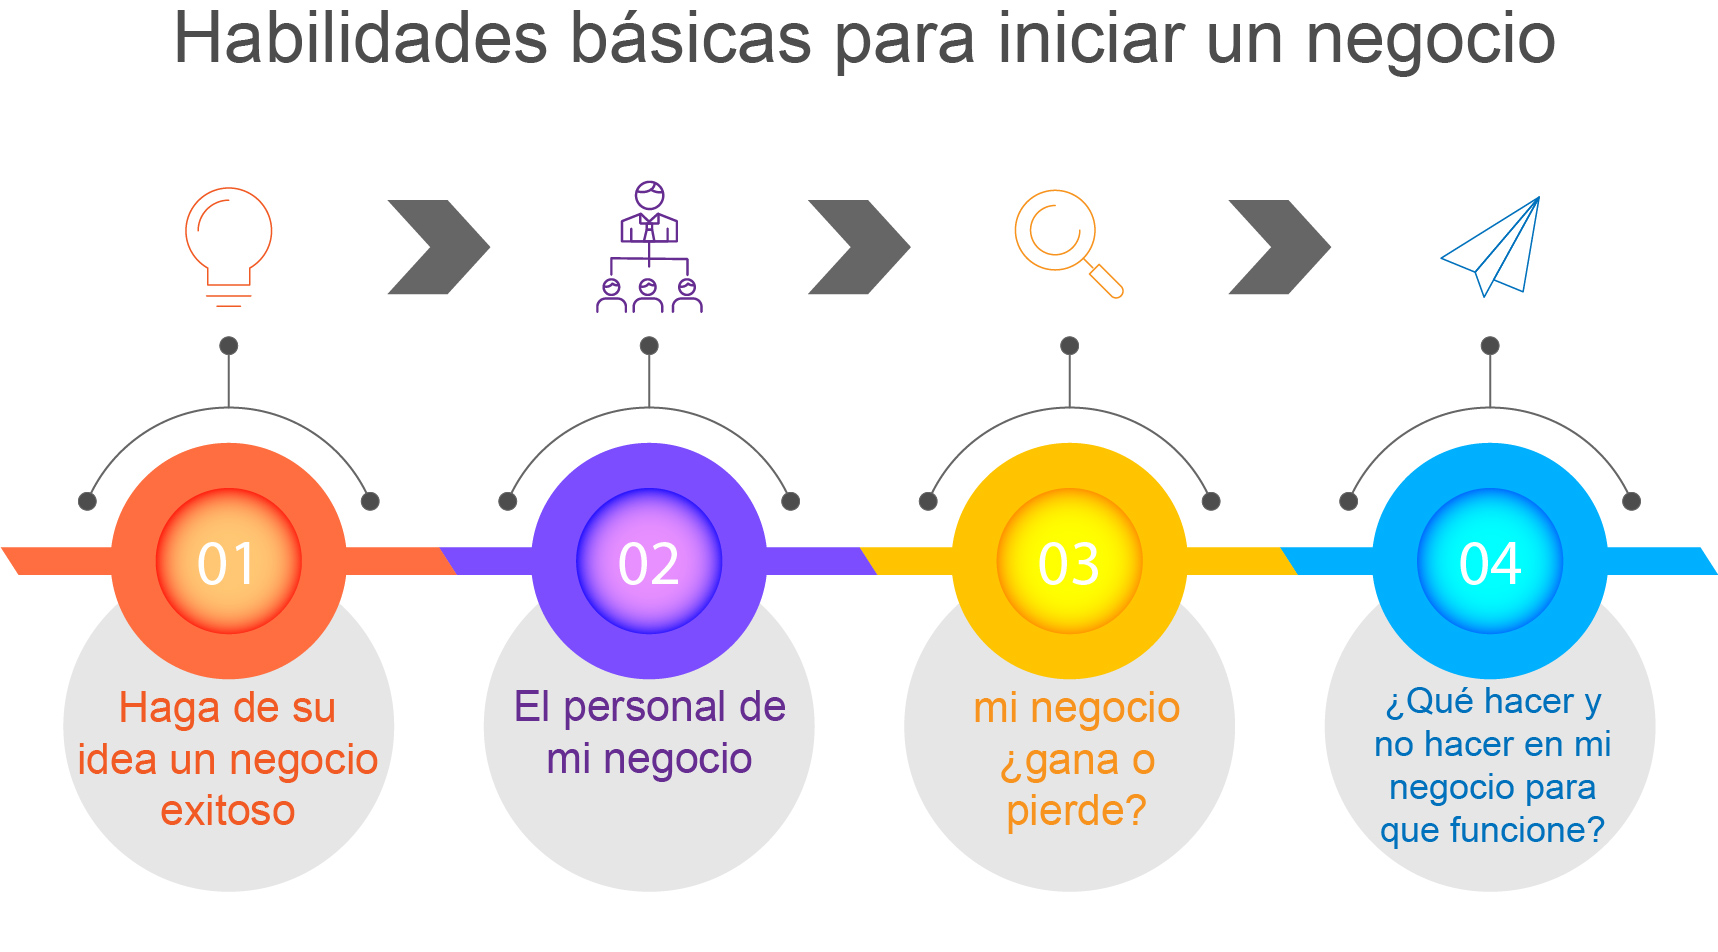 Habilidades básicas para iniciar un negocio
01
Haga de su
idea un negocio
exitoso
02
El personal de
mi negocio
03
mi negocio
¿gana o
pierde?
04
¿Qué hacer y
no hacer en mi
negocio para
que funcione?